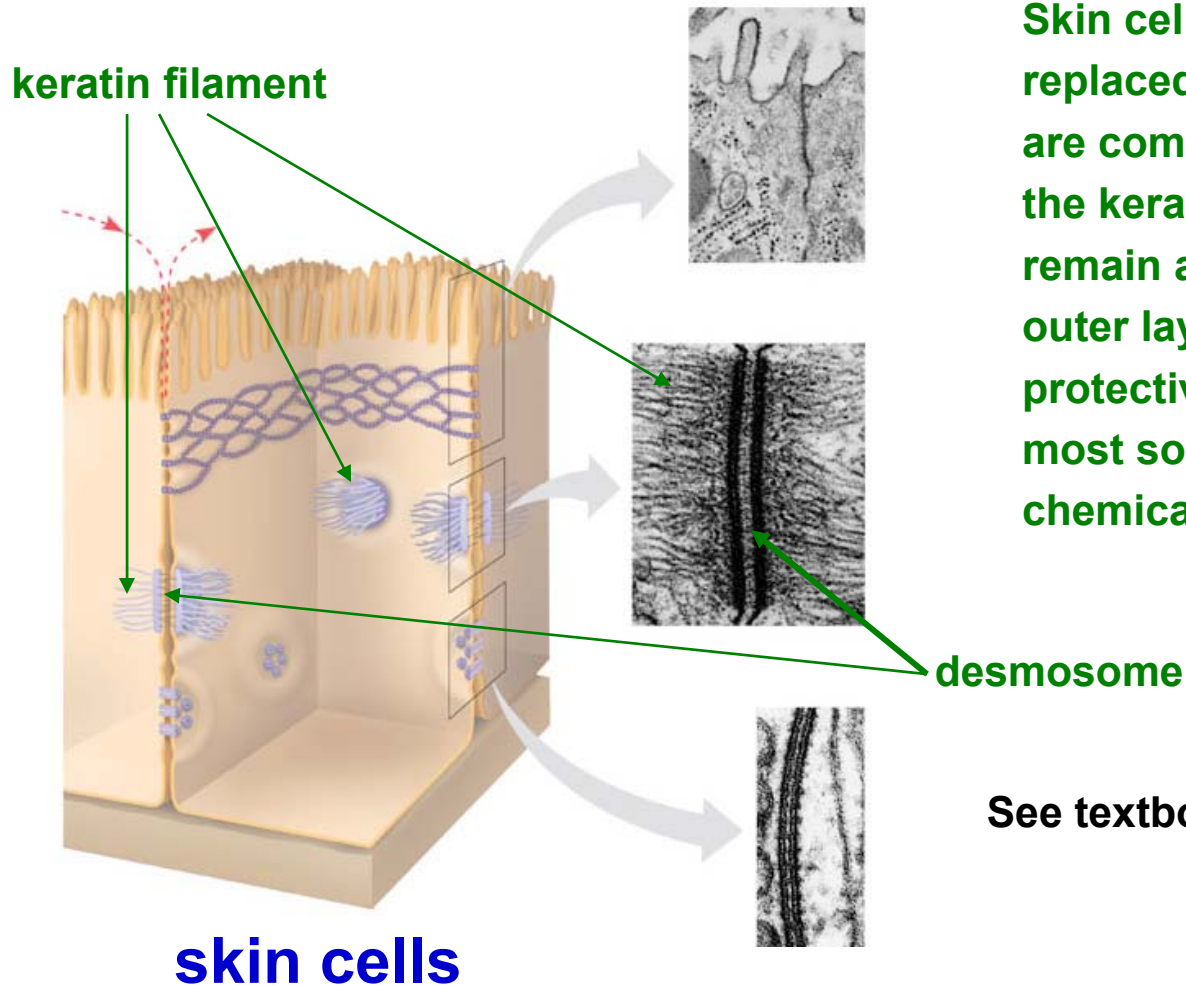 keratin filament
Skin cel
replaced
are com
the kera
remain a
outer lay
protectiv
most so
chemica
desmosome
See textbo
skin cells